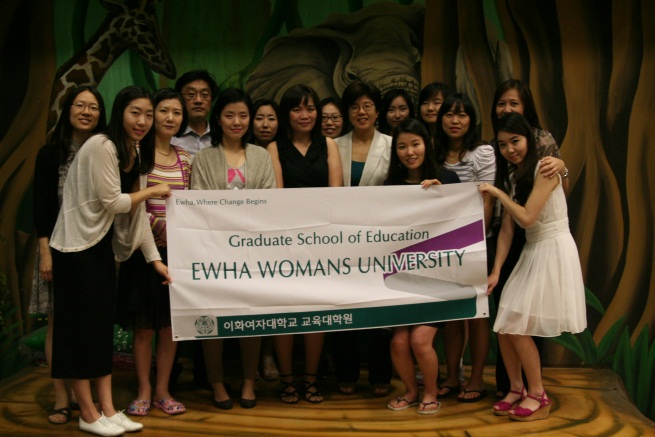 Ewha, Where Change Begins
Graduate School of Education
EWHA WOMANS UNIVERSITY
이화여자대학교 교육대학원